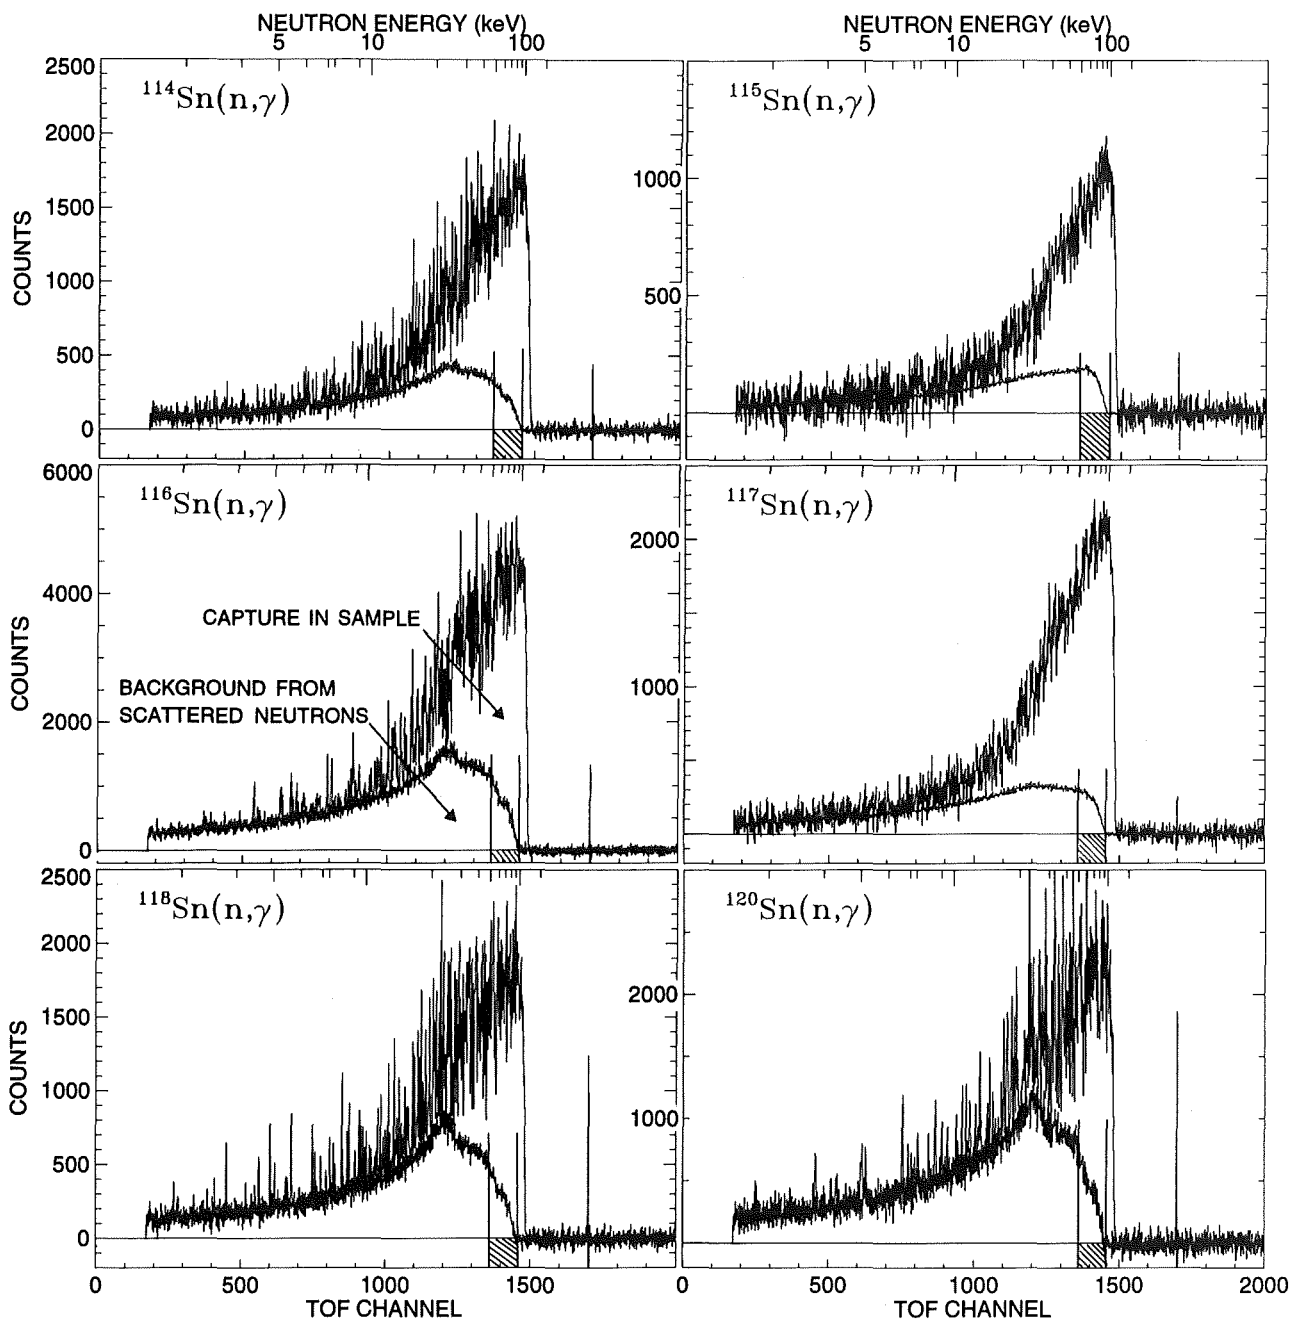 NEUTRON ENERGY (keV) NEUTRON ENERGY (keV)
5 10 100 5 10 100
2500
¹¹⁴Sn(n,γ) ¹¹⁵Sn(n,γ)
2000
1500 1000
COUNTS
1000
500
500
0
6000
¹¹⁶Sn(n,γ) ¹¹⁷Sn(n,γ)
2000
4000
CAPTURE IN SAMPLE
COUNTS
BACKGROUND FROM
SCATTERED NEUTRONS
1000
2000
0
2500
¹¹⁸Sn(n,γ) ¹²⁰Sn(n,γ)
2000
2000
1500
COUNTS
1000 1000
500
0
0 500 1000 1500 0 500 1000 1500 2000
TOF CHANNEL TOF CHANNEL